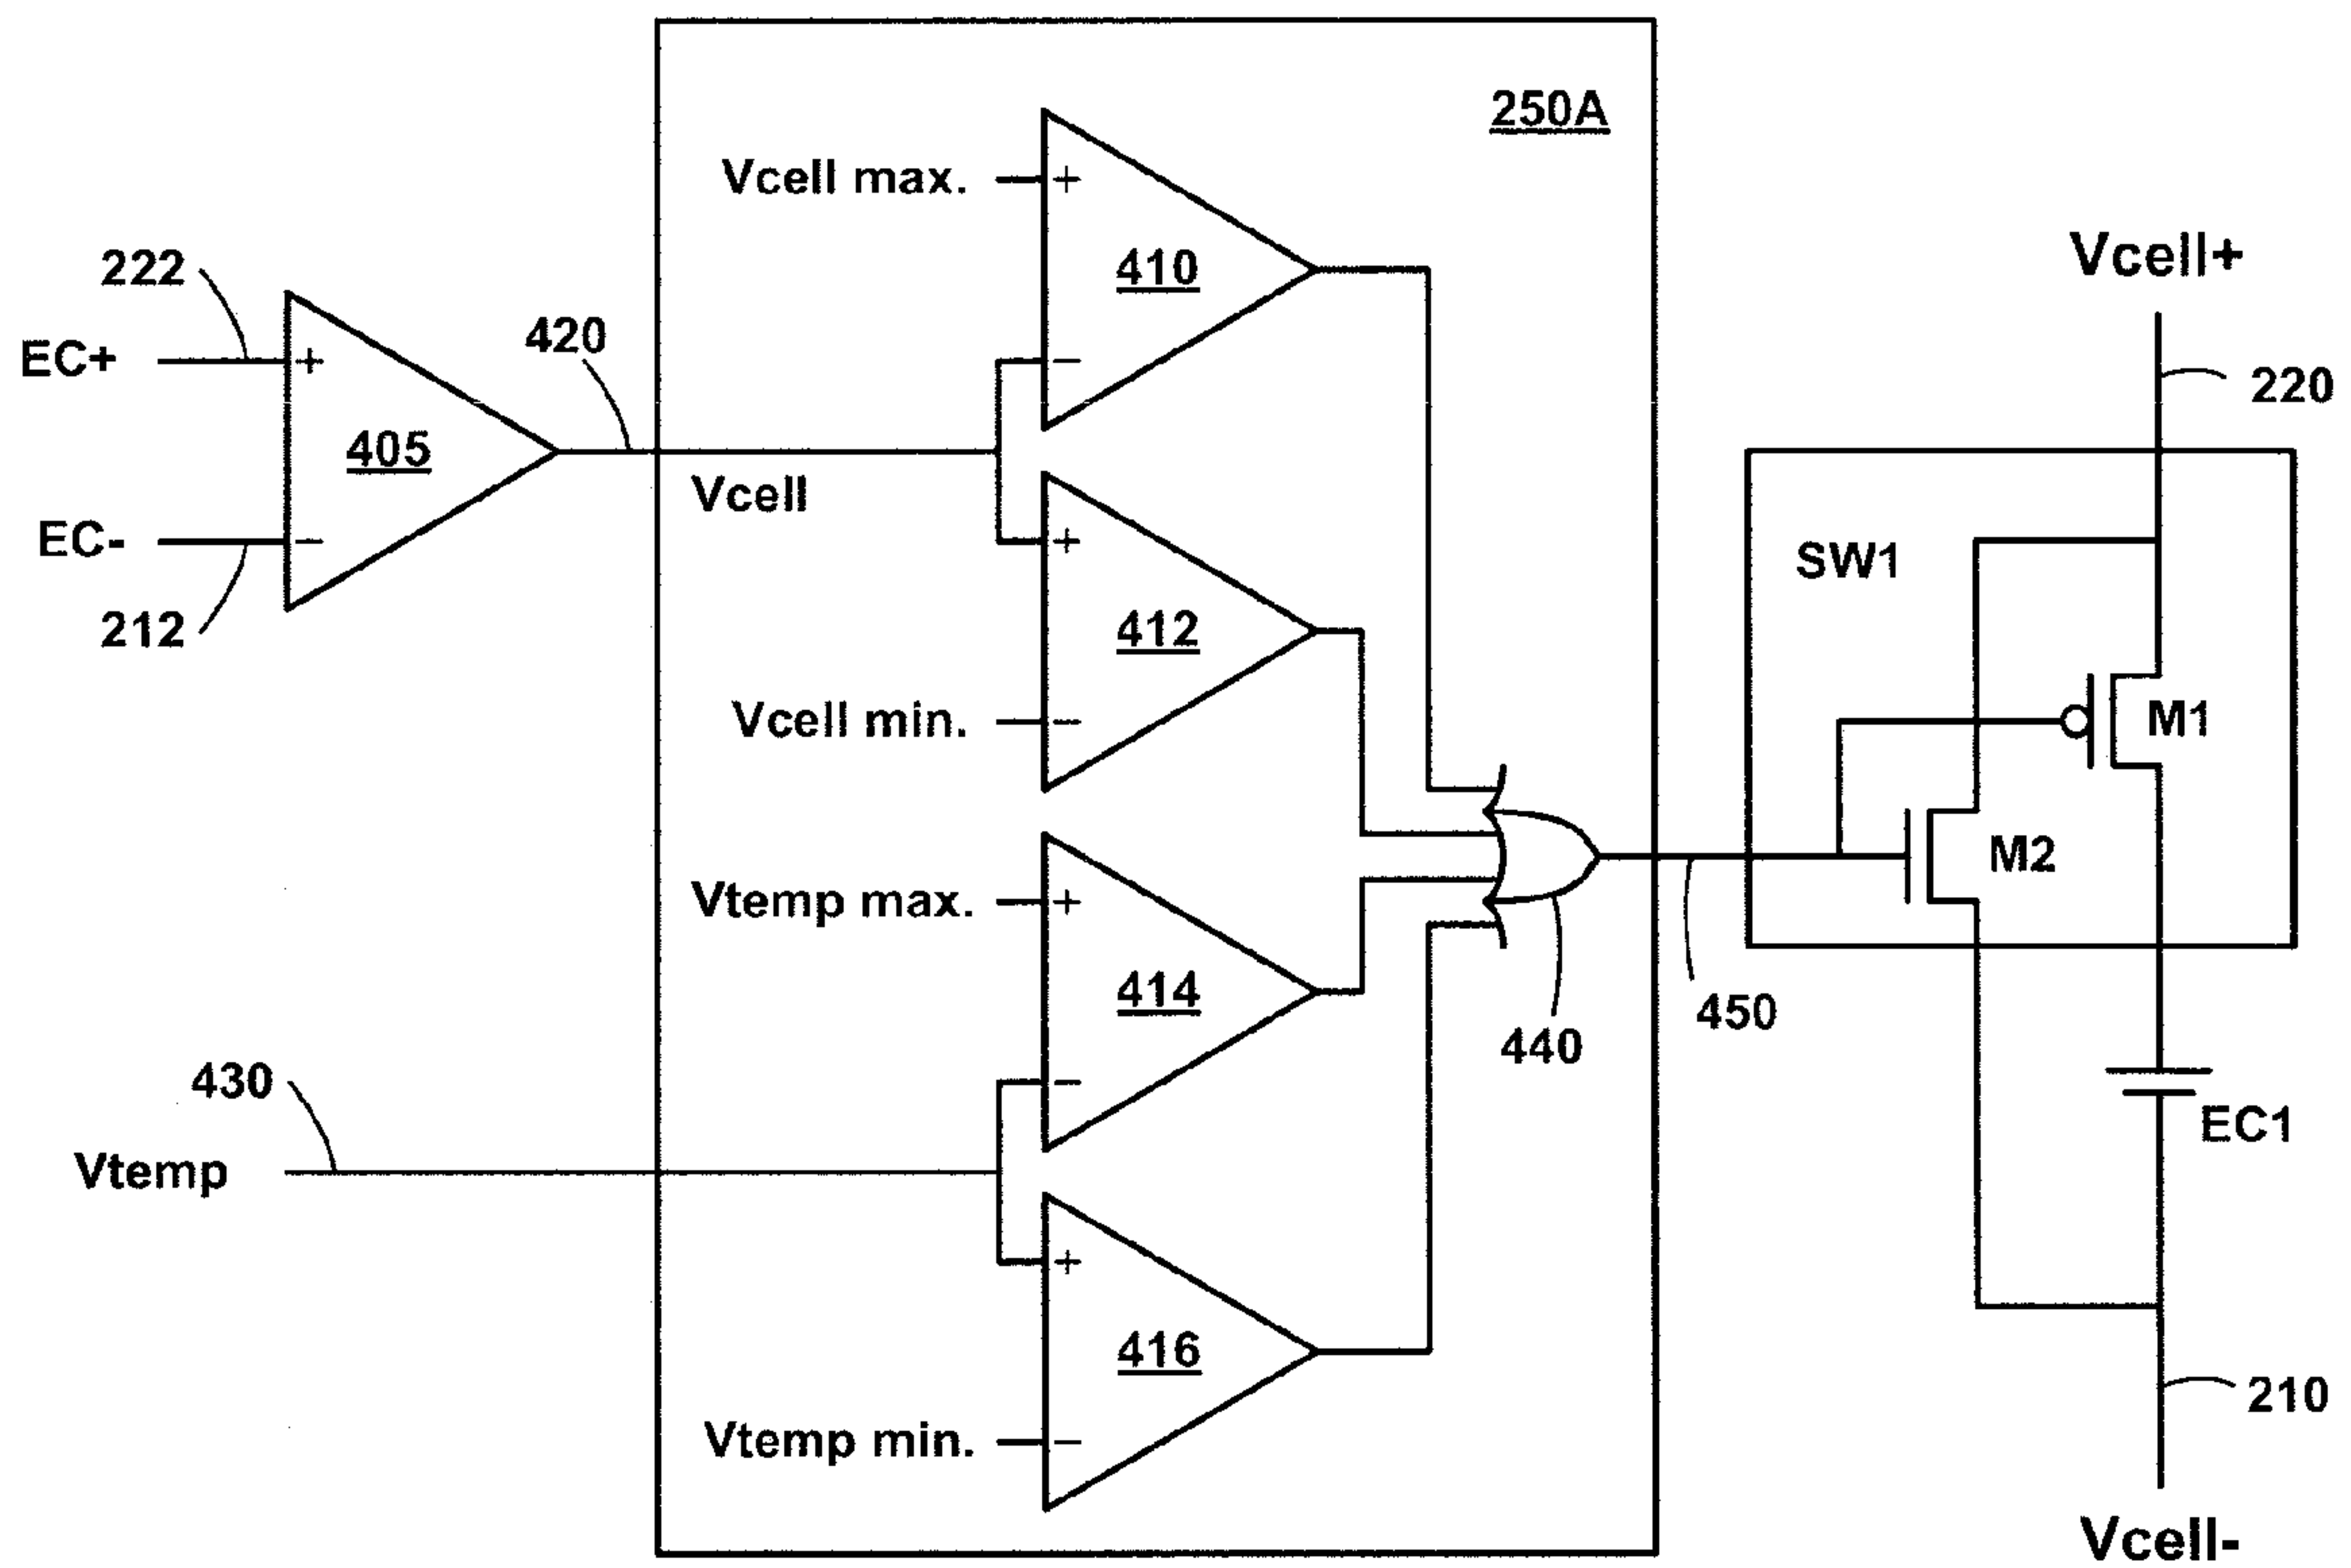 250A
Vcell max.
+
410
−
Vcell+
222
EC+
+
405
420
220
EC-
−
212
Vcell
SW1
+
412
Vcell min.
−
M1
M2
Vtemp max.
+
414
−
440
450
430
Vtemp
EC1
+
416
Vtemp min.
−
210
Vcell-